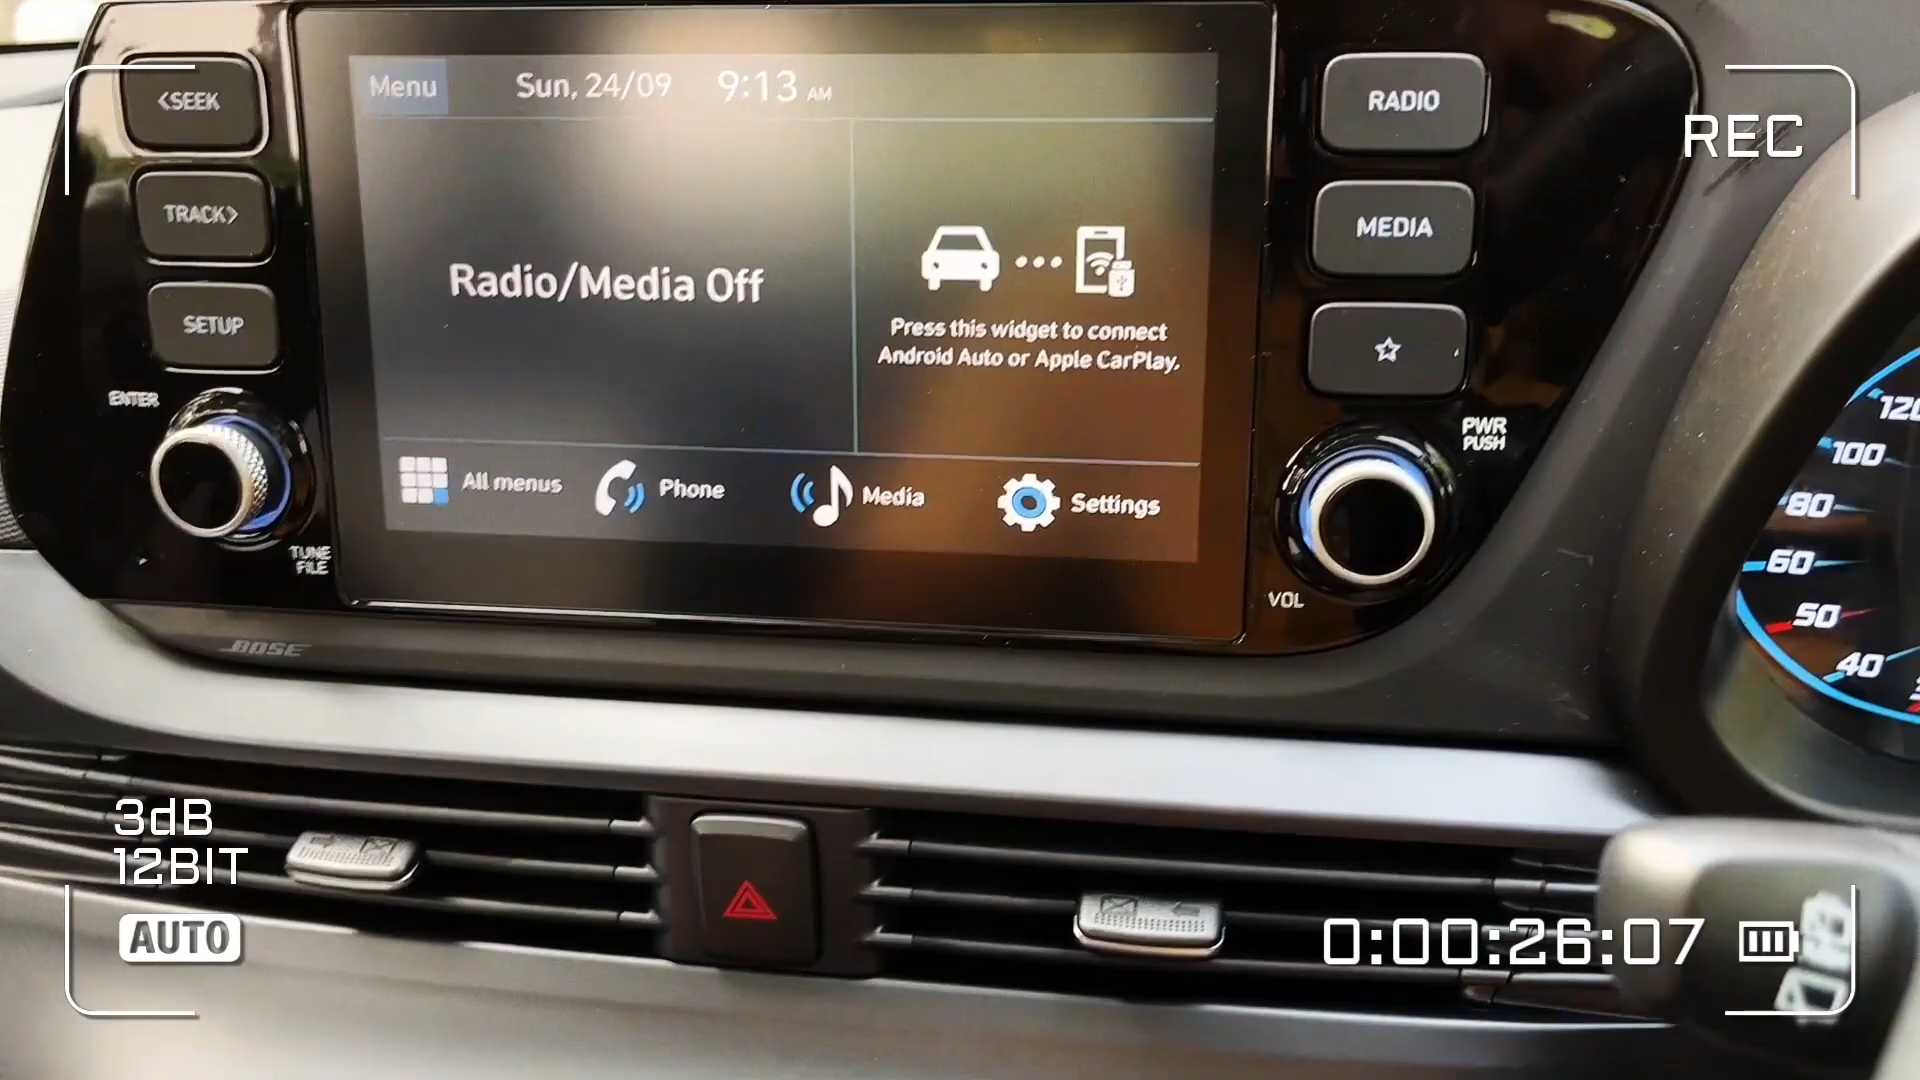 <SEEK
TRACK>
SETUP
ENTER
TUNE
FILE
Menu
Sun, 24/09
9:13 AM
Radio/Media Off
Press this widget to connect
Android Auto or Apple CarPlay.
All menus
Phone
Media
Settings
RADIO
MEDIA
PWR
PUSH
VOL
BOSE
REC
120
100
80
60
50
40
3dB
12BIT
AUTO
0:00:26:07